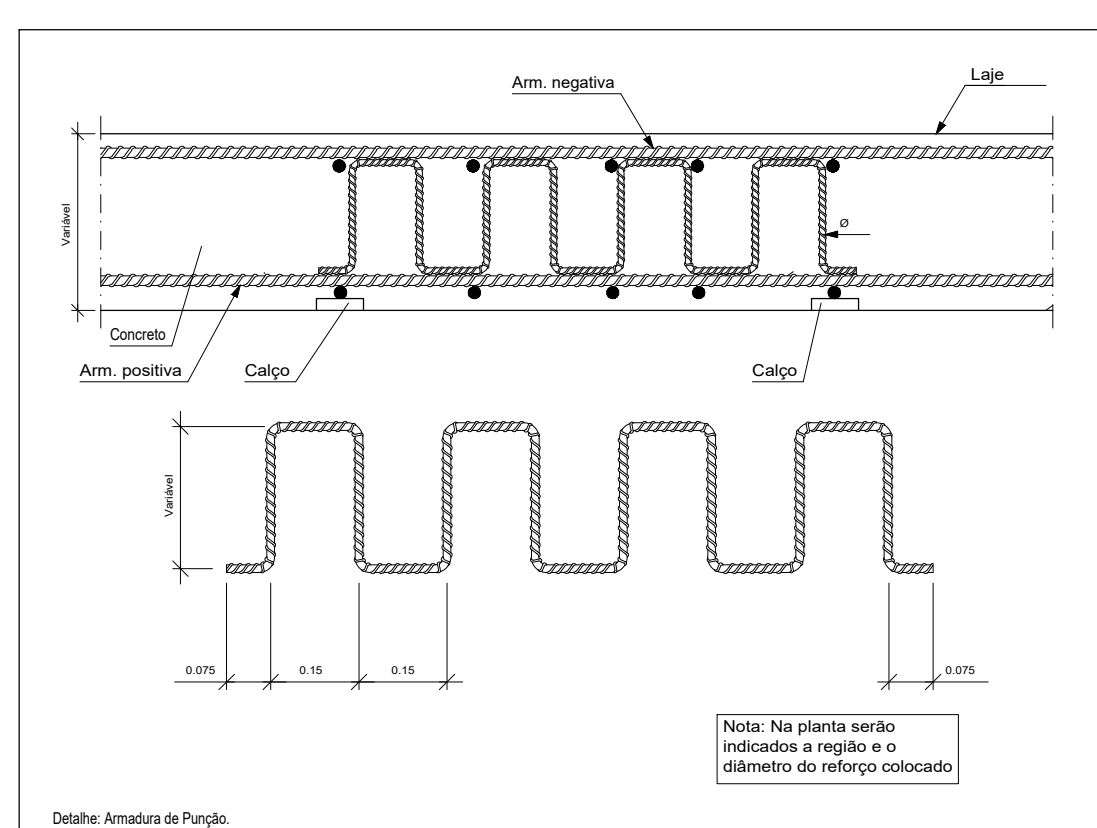 Laje
Arm. negativa
Variável
Ø
Concreto
Arm. positiva
Calço
Calço
Variável
0.075
0.15
0.15
0.075
Nota: Na planta serão
indicados a região e o
diâmetro do reforço colocado
Detalhe: Armadura de Punção.